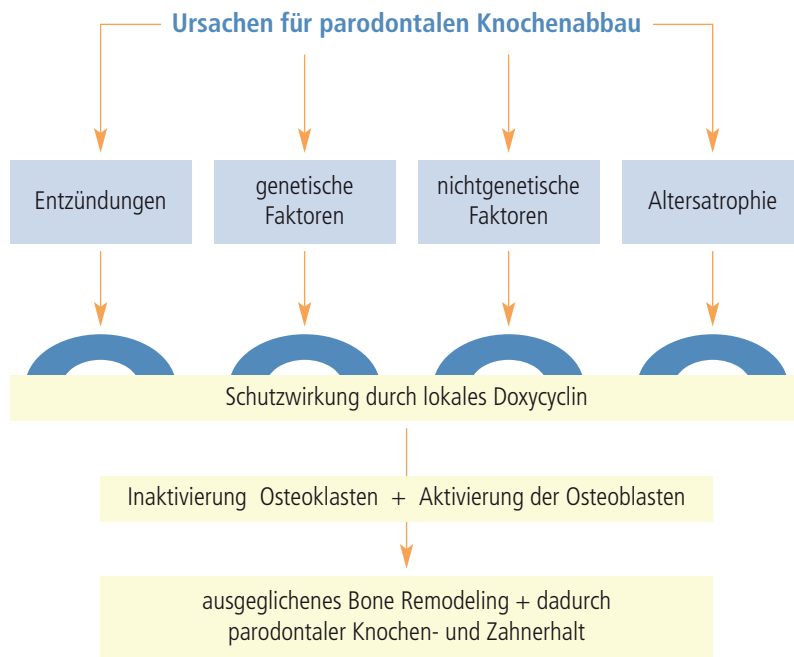 Ursachen für parodontalen Knochenabbau
Entzündungen
genetische
Faktoren
nichtgenetische
Faktoren
Altersatrophie
Schutzwirkung durch lokales Doxycyclin
Inaktivierung Osteoklasten + Aktivierung der Osteoblasten
ausgeglichenes Bone Remodeling + dadurch
parodontaler Knochen- und Zahnerhalt